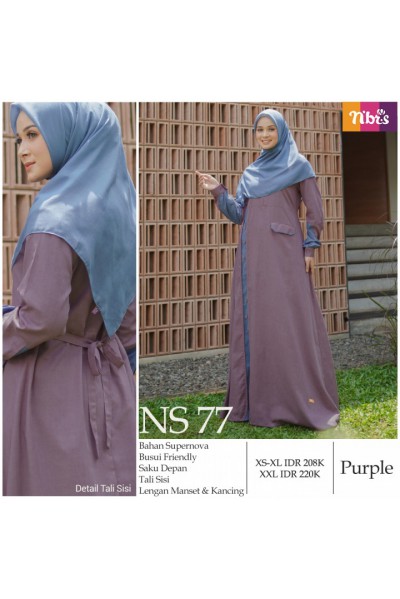 Nibr's
NS 77
Bahan Supernova
Busui Friendly
Saku Depan
Tali Sisi
Lengan Manset & Kancing
XS-XL IDR 208K
XXL IDR 220K
Purple
Detail Tali Sisi